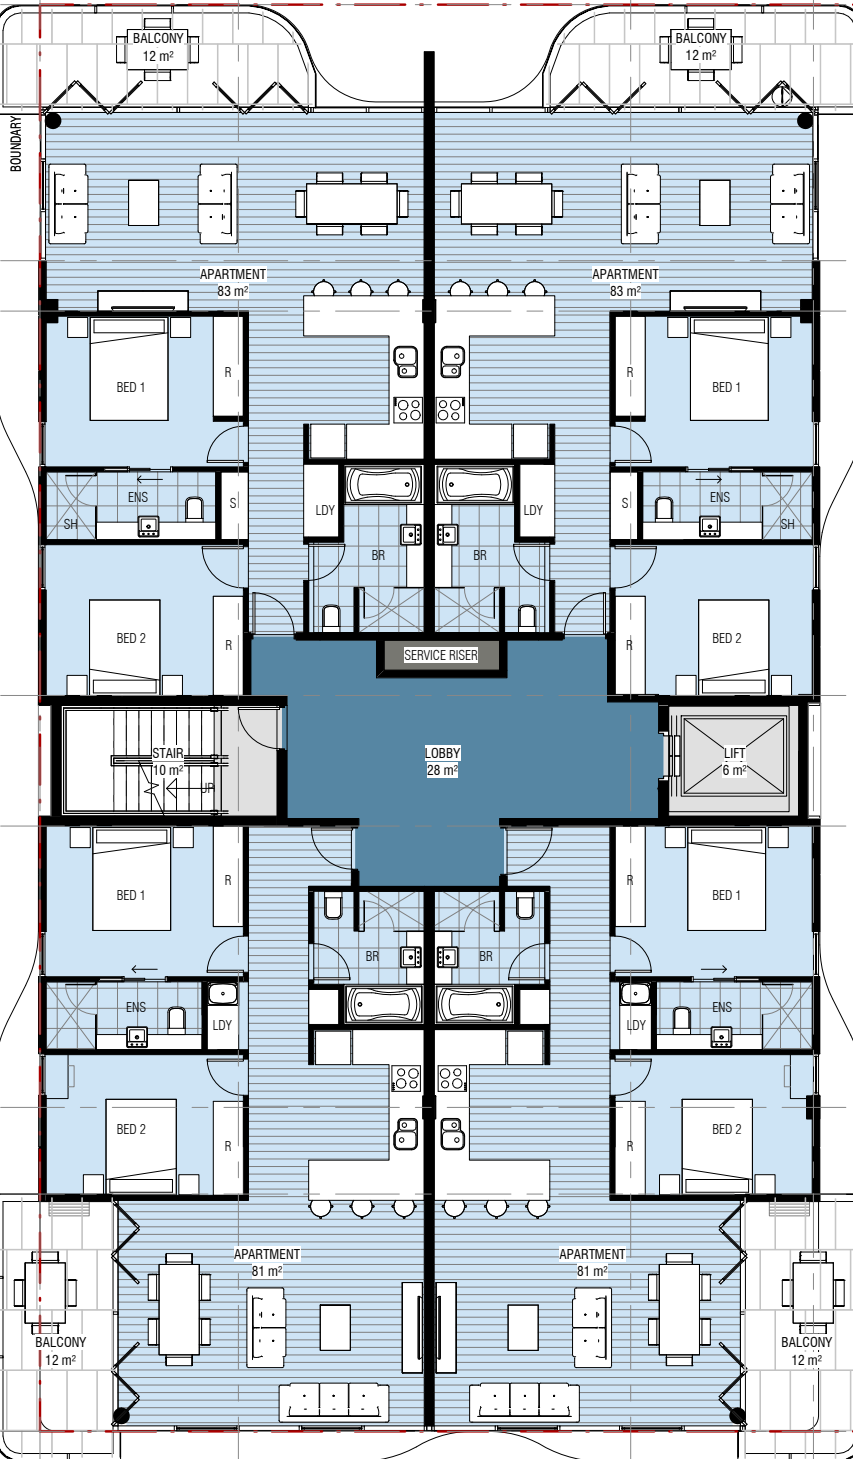 BALCONY
12 m²
BALCONY
12 m²
BOUNDARY
APARTMENT
83 m²
APARTMENT
83 m²
BED 1
R
R
BED 1
ENS
S
SH
LDY
LDY
S
ENS
SH
BR
BR
BED 2
R
R
BED 2
SERVICE RISER
STAIR
10 m²
UP
LOBBY
28 m²
LIFT
6 m²
BED 1
R
R
BED 1
BR
BR
ENS
LDY
LDY
ENS
BED 2
R
R
BED 2
APARTMENT
81 m²
APARTMENT
81 m²
BALCONY
12 m²
BALCONY
12 m²